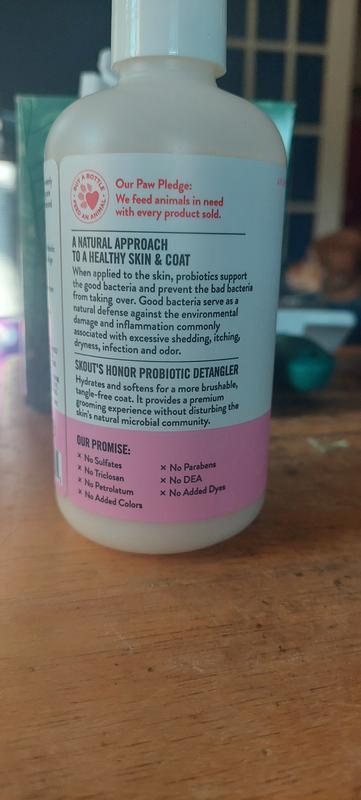 BUY A BOTTLE
FEED AN ANIMAL
Our Paw Pledge:
We feed animals in need
with every product sold.
A NATURAL APPROACH
TO A HEALTHY SKIN & COAT
When applied to the skin, probiotics support
the good bacteria and prevent the bad bacteria
from taking over. Good bacteria serve as a
natural defense against the environmental
damage and inflammation commonly
associated with excessive shedding, itching,
dryness, infection and odor.
SKOUT'S HONOR PROBIOTIC DETANGLER
Hydrates and softens for a more brushable,
tangle-free coat. It provides a premium
grooming experience without disturbing the
skin's natural microbial community.
OUR PROMISE:
× No Sulfates
× No Triclosan
× No Petrolatum
× No Added Colors
× No Parabens
× No DEA
× No Added Dyes